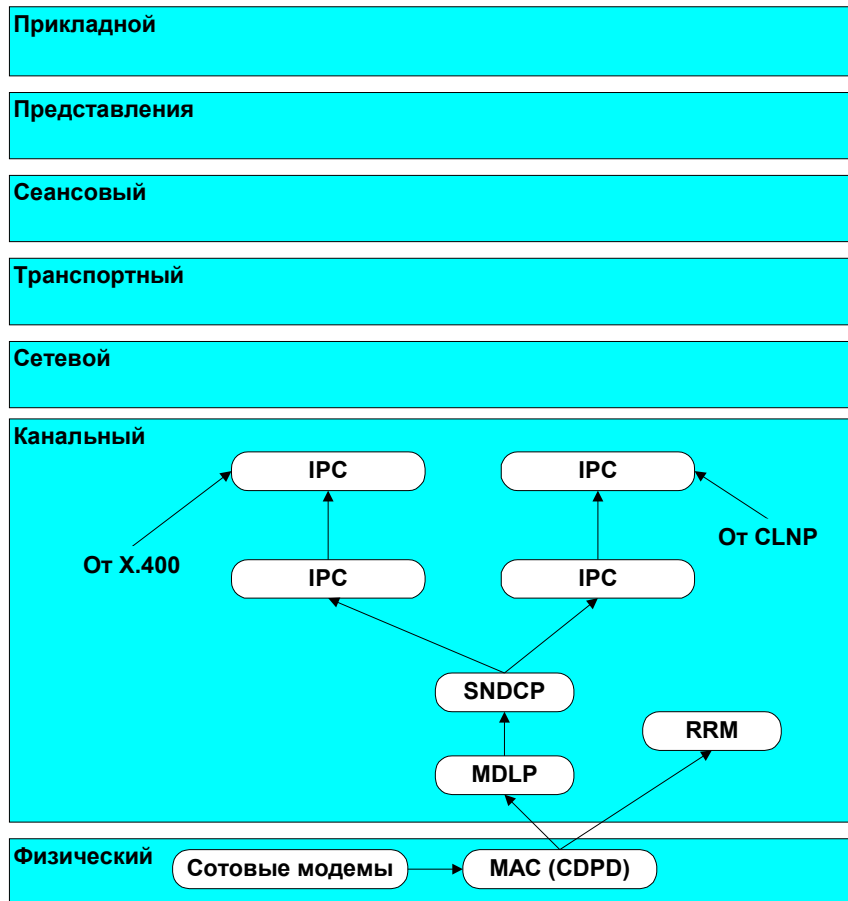 Прикладной
Представления
Сеансовый
Транспортный
Сетевой
Канальный
IPC
IPC
От X.400
От CLNP
IPC
IPC
SNDCP
RRM
MDLP
Физический
Сотовые модемы
MAC (CDPD)